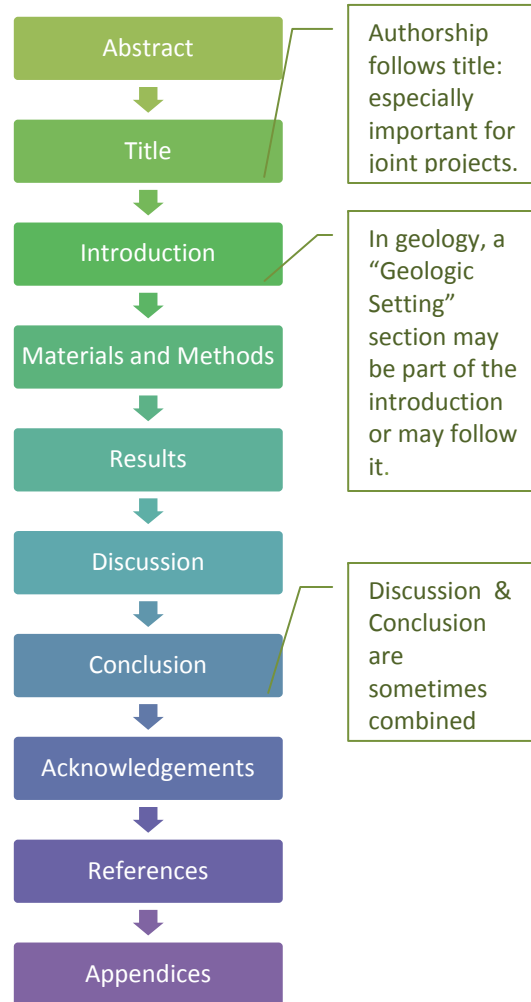 Abstract
Authorship
follows title:
especially
important for
joint projects.
Title
Introduction
In geology, a
“Geologic
Setting”
section may
be part of the
introduction
or may follow
it.
Materials and Methods
Results
Discussion
Conclusion
Discussion &
Conclusion
are
sometimes
combined
Acknowledgements
References
Appendices